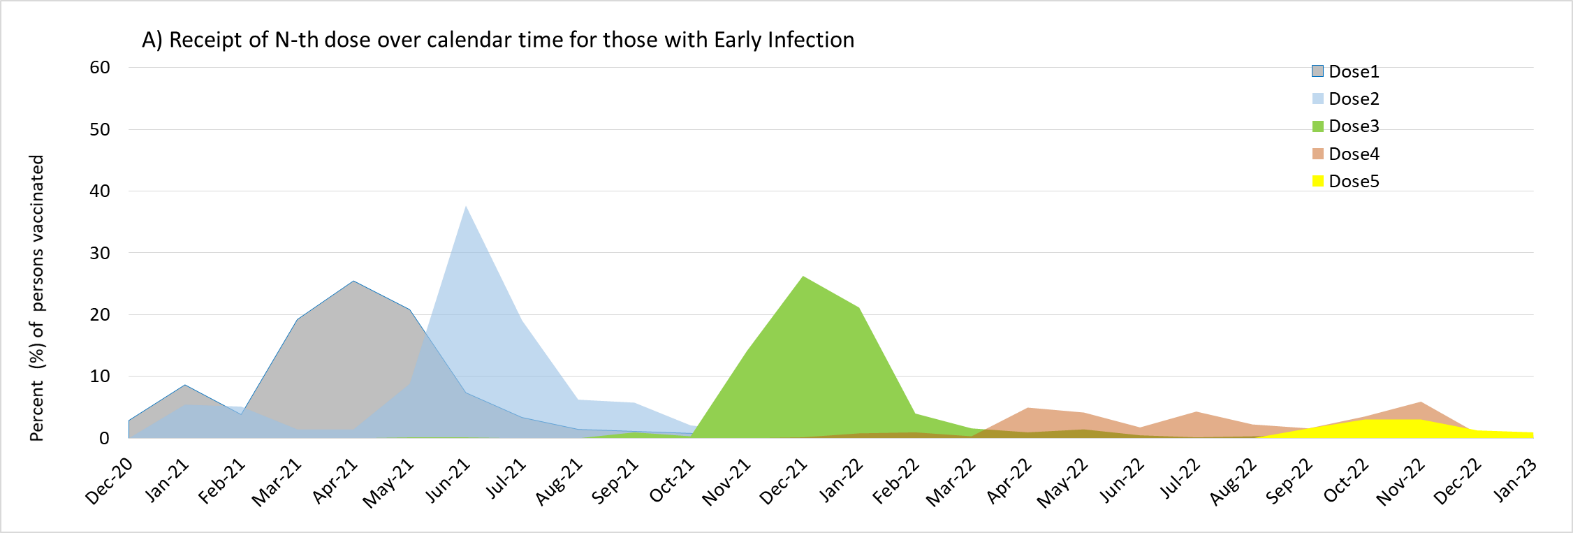 A) Receipt of N-th dose over calendar time for those with Early Infection
60
50
40
30
20
10
0
Percent (%) of persons vaccinated
Dose1
Dose2
Dose3
Dose4
Dose5
Dec-20
Jan-21
Feb-21
Mar-21
Apr-21
May-21
Jun-21
Jul-21
Aug-21
Sep-21
Oct-21
Nov-21
Dec-21
Jan-22
Feb-22
Mar-22
Apr-22
May-22
Jun-22
Jul-22
Aug-22
Sep-22
Oct-22
Nov-22
Dec-22
Jan-23